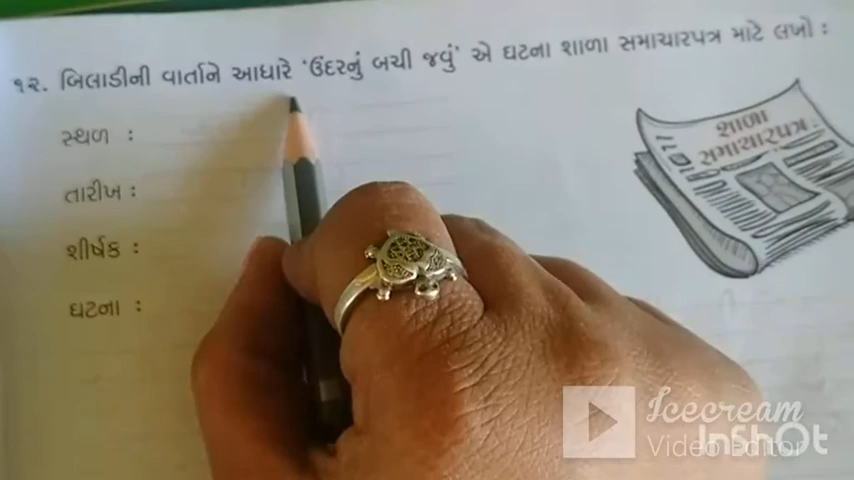 ૧૨. બિલાડીની વાર્તાને આધારે ‘ઉંદરનું બચી જવું’ એ ઘટના શાળા સમાચારપત્ર માટે લખો :
સ્થળ :
શાળા
સમાચારપત્ર
તારીખ :
શીર્ષક :
ઘટના :
Icecream
Video Editor
InShOt